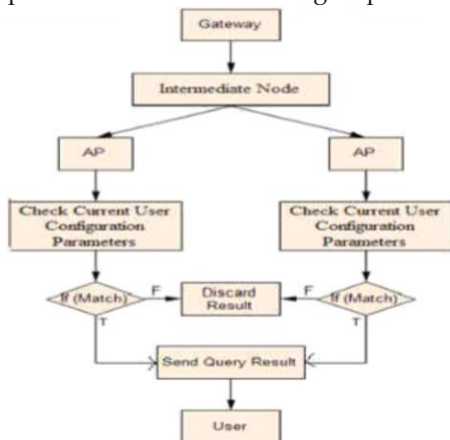 Gateway
Intermediate Node
AP
AP
Check Current User
Configuration
Parameters
Check Current User
Configuration
Parameters
If (Match)
F
Discard
Result
F
If (Match)
T
T
Send Query Result
User